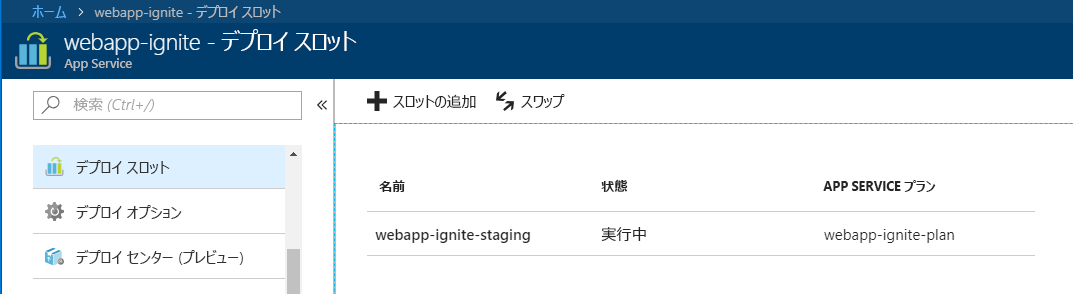 ホーム > webapp-ignite - デプロイ スロット
webapp-ignite - デプロイ スロット
App Service
検索 (Ctrl+/)
«
スロットの追加 スワップ
デプロイ スロット
デプロイ オプション
デプロイ センター (プレビュー)
名前 状態 APP SERVICE プラン
webapp-ignite-staging 実行中 webapp-ignite-plan